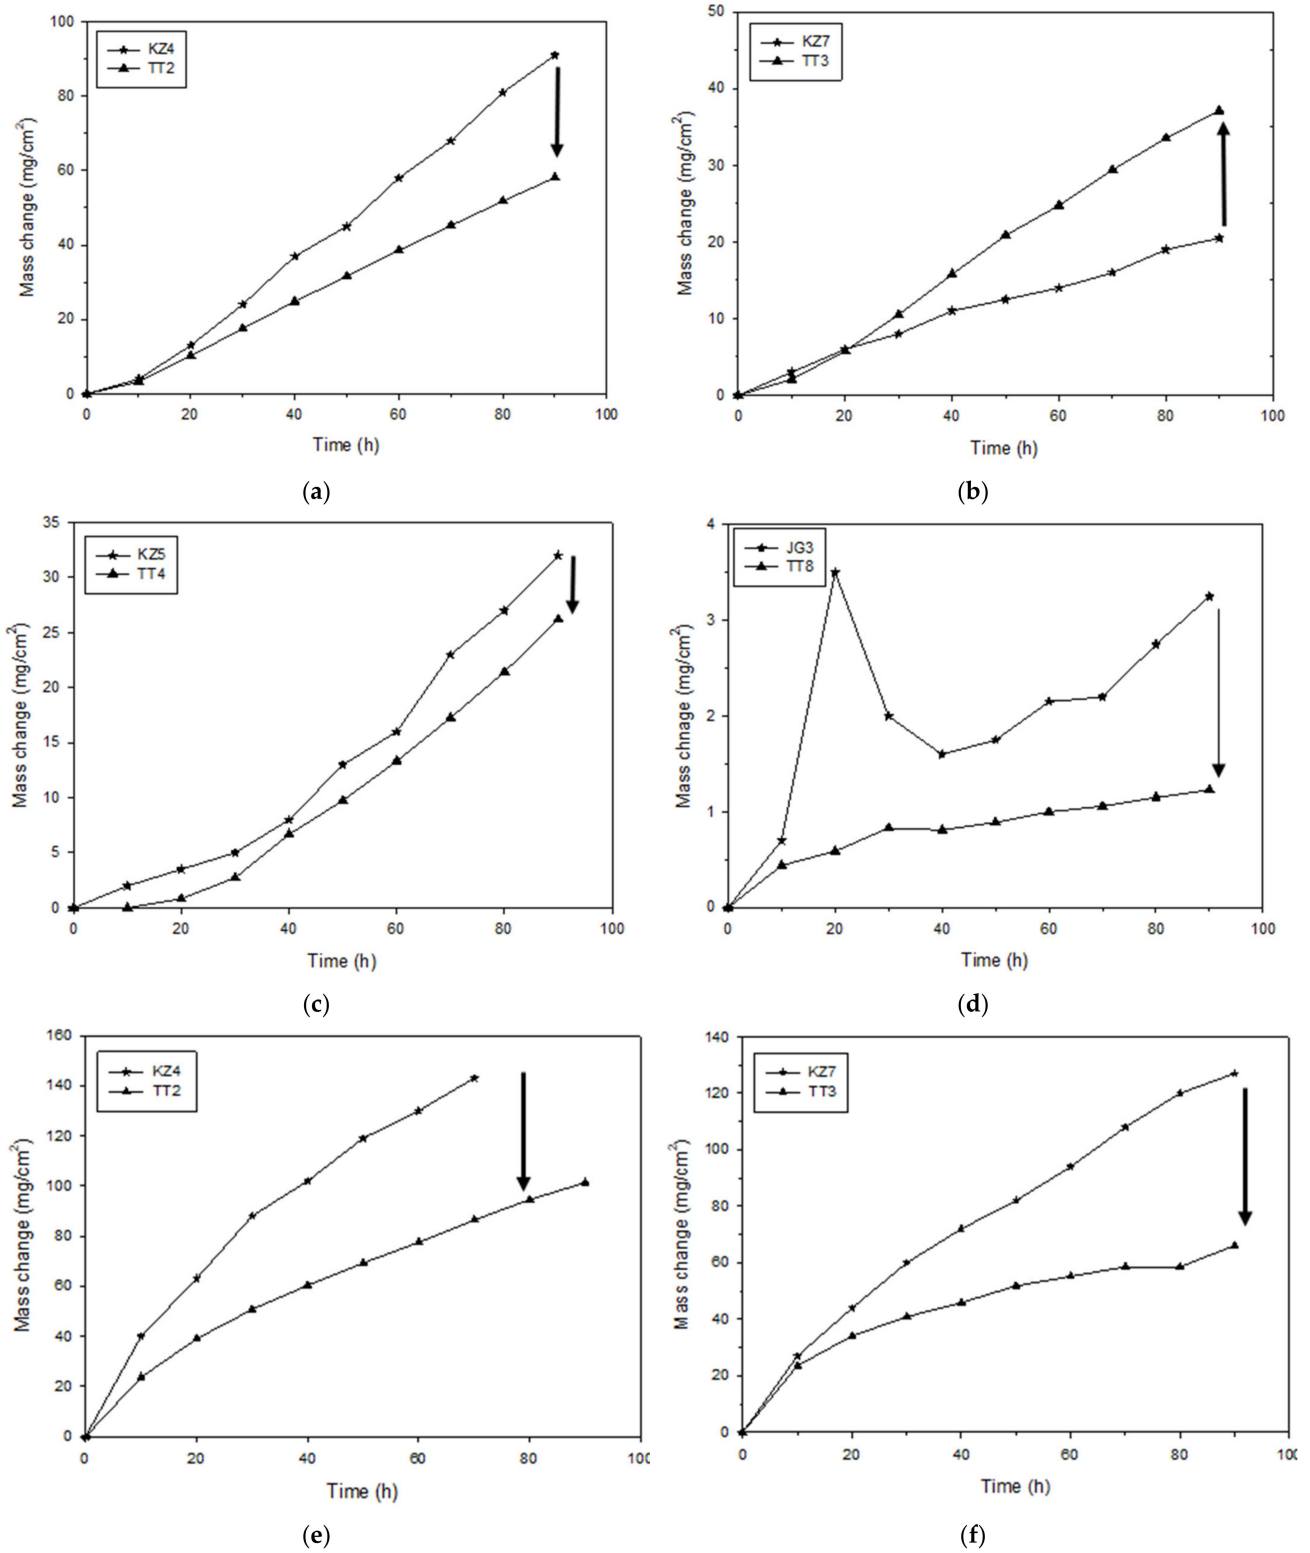 100
80
60
40
20
0
KZ4
TT2
Mass change (mg/cm²)
0 20 40 60 80 100
Time (h)
(a)
50
40
30
20
10
0
KZ7
TT3
Mass change (mg/cm²)
0 20 40 60 80 100
Time (h)
(b)
35
30
25
20
15
10
5
0
KZ5
TT4
Mass change (mg/cm²)
0 20 40 60 80 100
Time (h)
(c)
4
3
2
1
0
JG3
TT8
Mass chnage (mg/cm²)
0 20 40 60 80 100
Time (h)
(d)
160
140
120
100
80
60
40
20
0
KZ4
TT2
Mass change (mg/cm²)
0 20 40 60 80 100
Time (h)
(e)
140
120
100
80
60
40
20
0
KZ7
TT3
Mass change (mg/cm²)
0 20 40 60 80 100
Time (h)
(f)